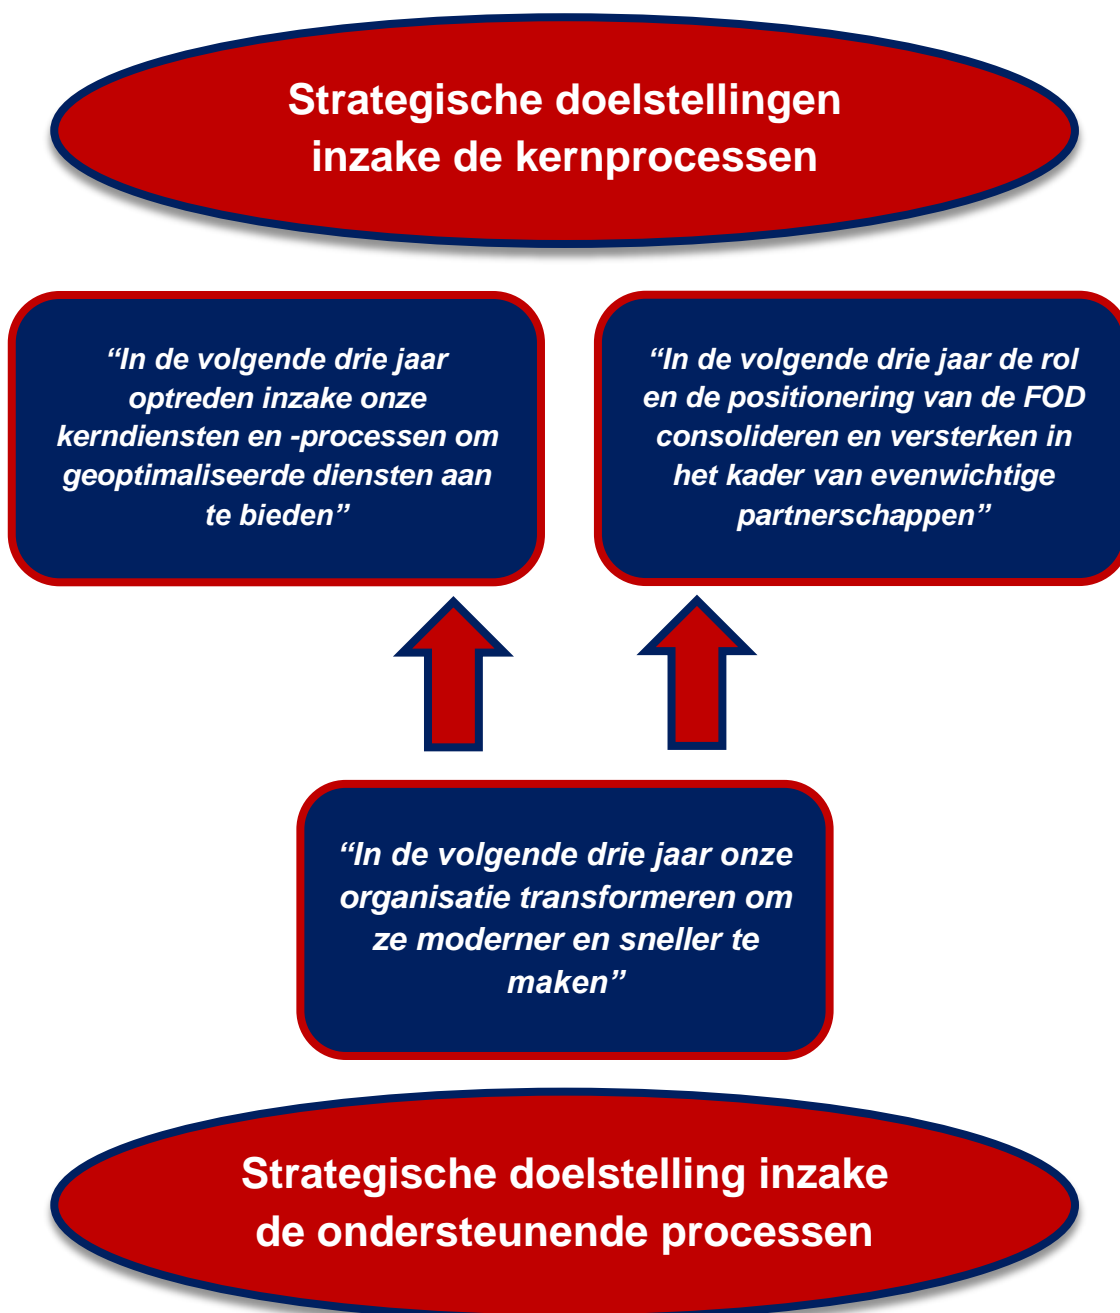 Strategische doelstellingen
inzake de kernprocessen
“In de volgende drie jaar
optreden inzake onze
kerndiensten en -processen om
geoptimaliseerde diensten aan
te bieden”
“In de volgende drie jaar de rol
en de positionering van de FOD
consolideren en versterken in
het kader van evenwichtige
partnerschappen”
“In de volgende drie jaar onze
organisatie transformeren om
ze moderner en sneller te
maken”
Strategische doelstelling inzake
de ondersteunende processen